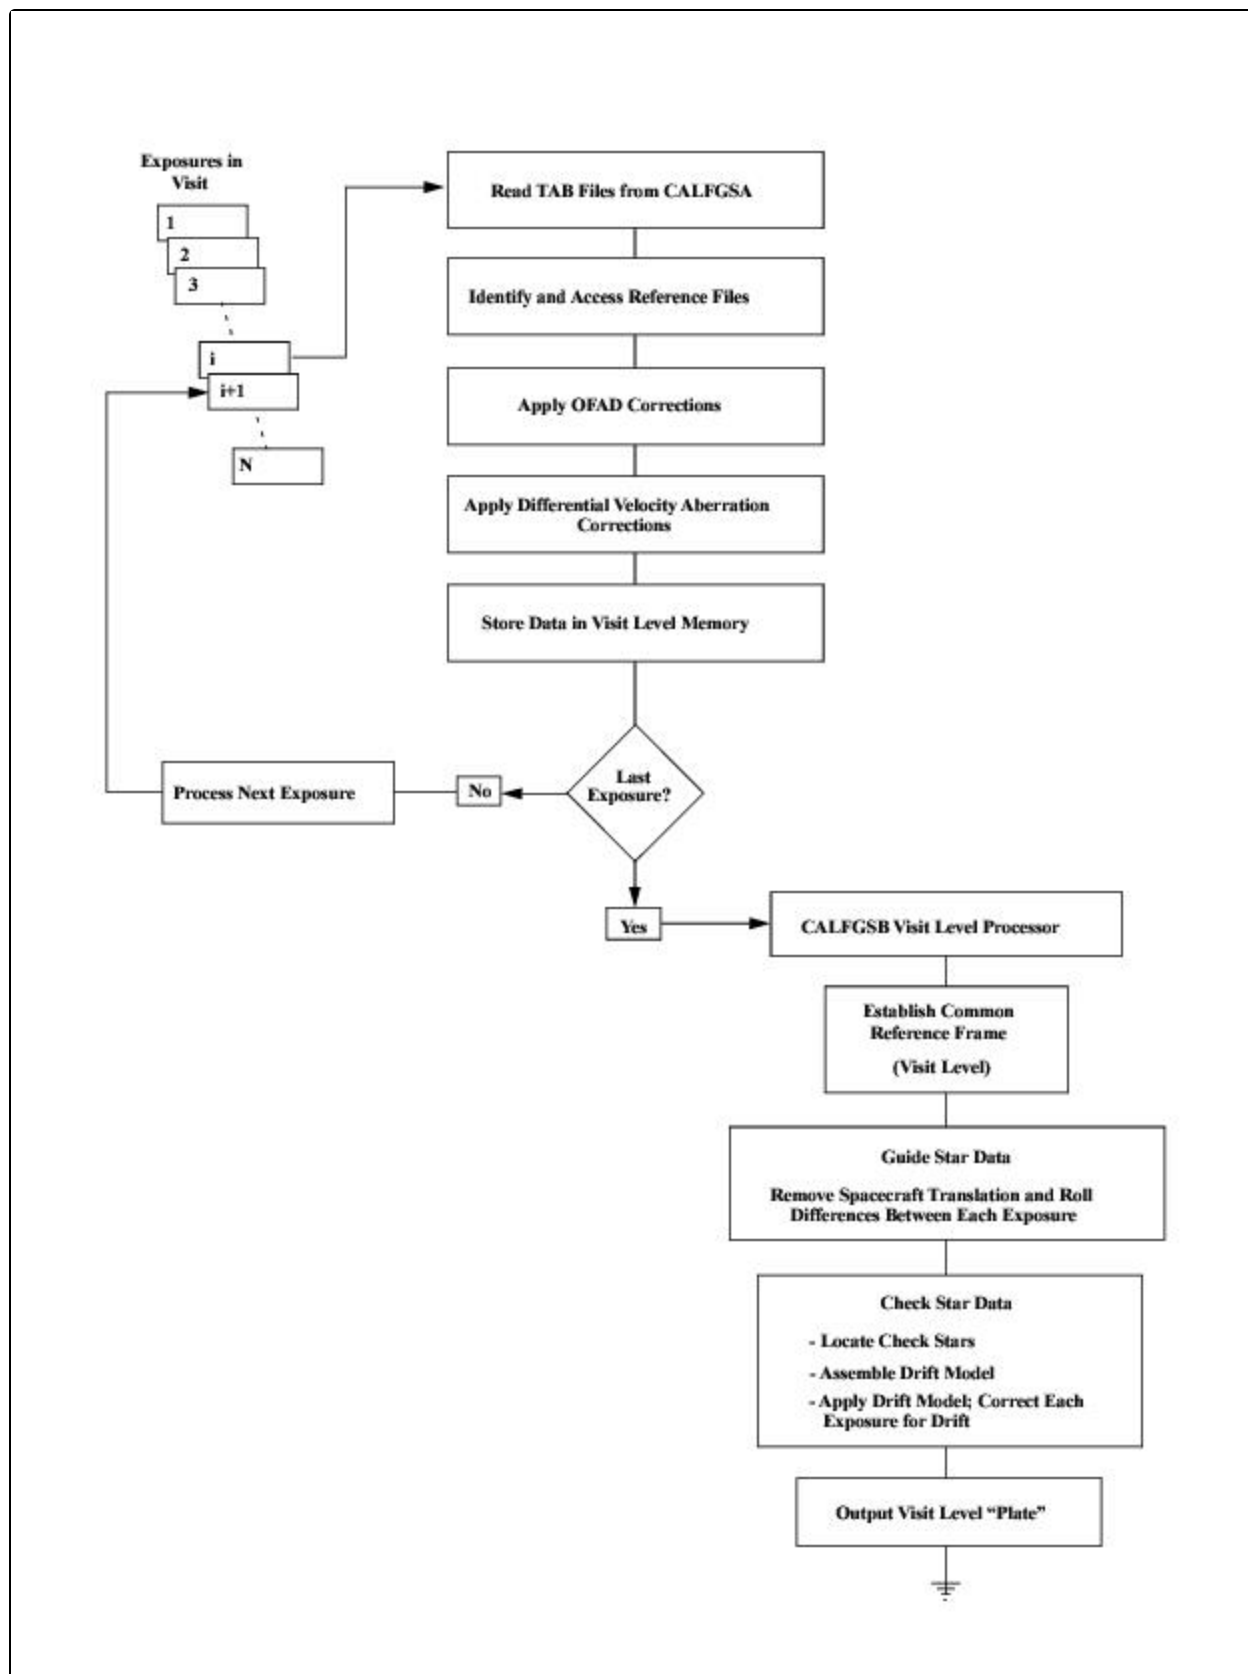 Exposures in
Visit
1
2
3
i
i+1
N
Read TAB Files from CALFGSA
Identify and Access Reference Files
Apply OFAD Corrections
Apply Differential Velocity Aberration
Corrections
Store Data in Visit Level Memory
Last
Exposure?
No
Process Next Exposure
Yes
CALFGSB Visit Level Processor
Establish Common
Reference Frame
(Visit Level)
Guide Star Data
Remove Spacecraft Translation and Roll
Differences Between Each Exposure
Check Star Data
- Locate Check Stars
- Assemble Drift Model
- Apply Drift Model; Correct Each
Exposure for Drift
Output Visit Level “Plate”